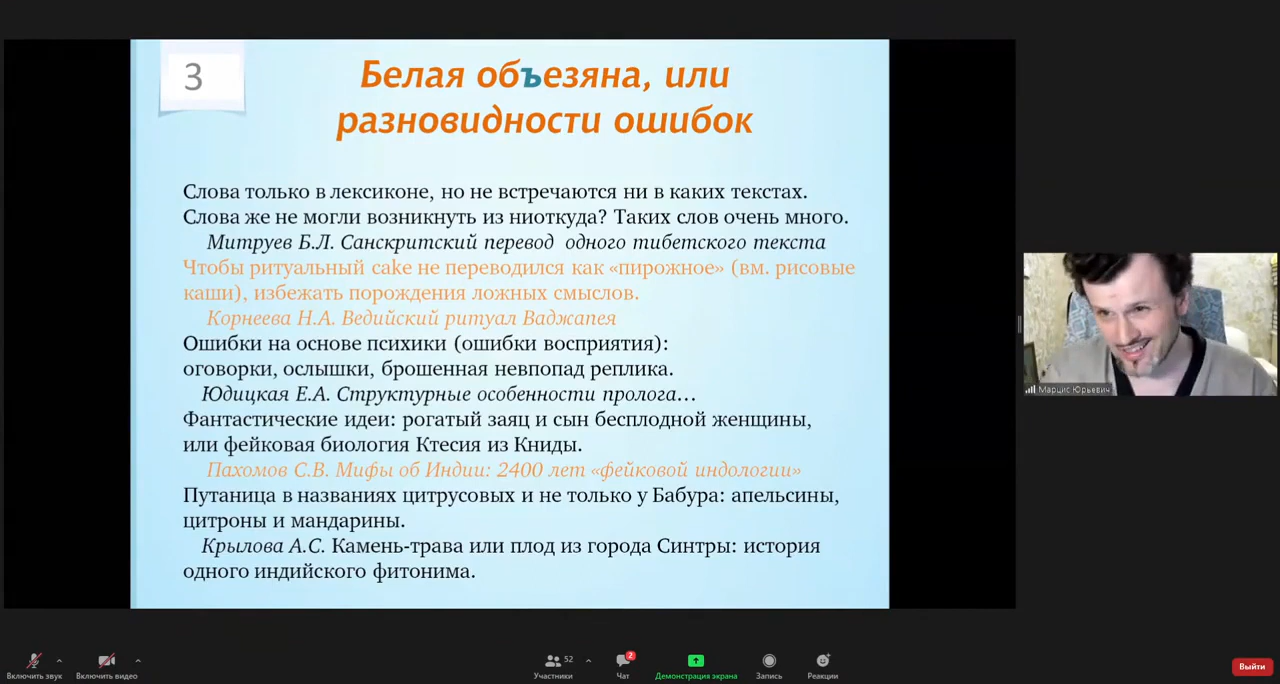 3
Белая объезяна, или
разновидности ошибок
Слова только в лексиконе, но не встречаются ни в каких текстах.
Слова же не могли возникнуть из ниоткуда? Таких слов очень много.
Митруев Б.Л. Санскритский перевод одного тибетского текста
Чтобы ритуальный cake не переводился как «пирожное» (вм. рисовые
каши), избежать порождения ложных смыслов.
Корнеева Н.А. Ведийский ритуал Ваджапея
Ошибки на основе психики (ошибки восприятия):
оговорки, ослышки, брошенная невпопад реплика.
Юдицкая Е.А. Структурные особенности пролога…
Фантастические идеи: рогатый заяц и сын бесплодной женщины,
или фейковая биология Ктесия из Книды.
Пахомов С.В. Мифы об Индии: 2400 лет «фейковой индологии»
Путаница в названиях цитрусовых и не только у Бабура: апельсины,
цитроны и мандарины.
Крылова А.С. Камень-трава или плод из города Синтры: история
одного индийского фитонима.
Марцис Юрьевич
Включить звук
Включить видео
52
Участники
2
Чат
Демонстрация экрана
Запись
Реакции
Выйти